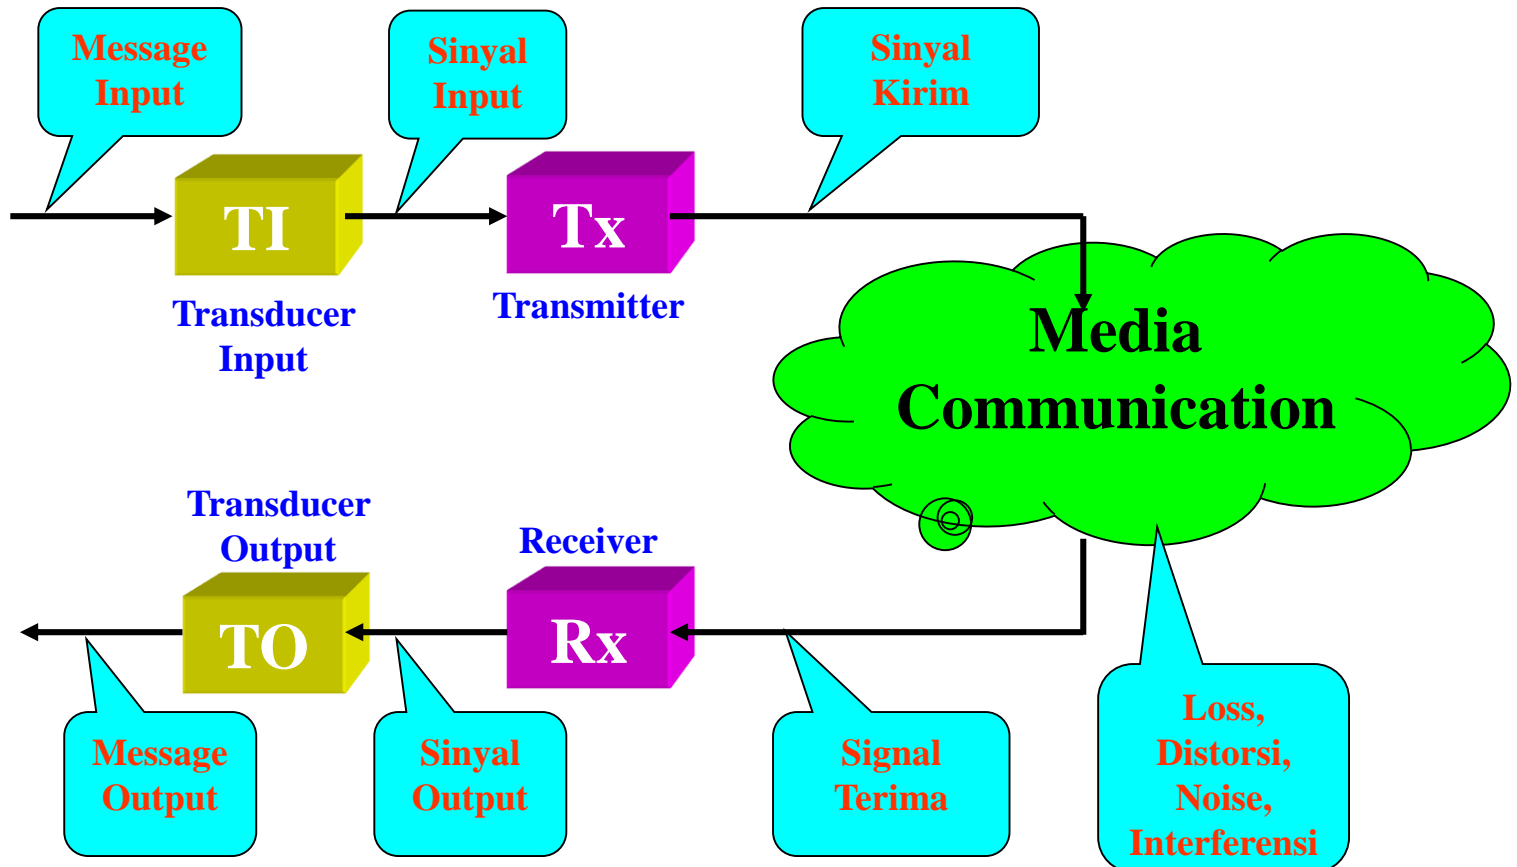 Message
Input
Sinyal
Input
Sinyal
Kirim
TI
Tx
Transducer
Input
Transmitter
Media
Communication
Transducer
Output
Receiver
TO
Rx
Message
Output
Sinyal
Output
Signal
Terima
Loss,
Distorsi,
Noise,
Interferensi